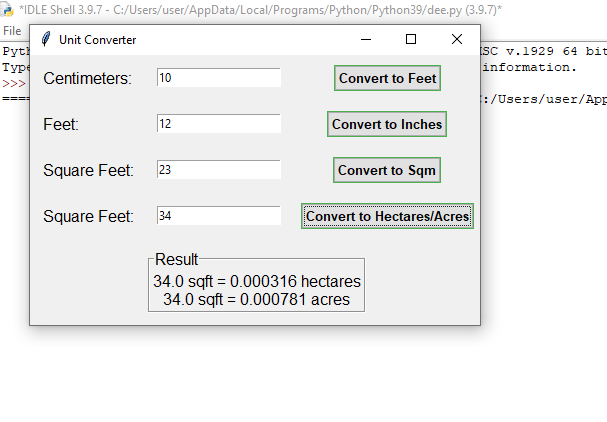 *IDLE Shell 3.9.7 - C:/Users/user/AppData/Local/Programs/Python/Python39/dee.py (3.9.7)*
File
Unit Converter
SC v.1929 64 bit
Type information.
>>>
==== C:/Users/user/App
Centimeters: 10 Convert to Feet
Feet: 12 Convert to Inches
Square Feet: 23 Convert to Sqm
Square Feet: 34 Convert to Hectares/Acres
Result
34.0 sqft = 0.000316 hectares
34.0 sqft = 0.000781 acres